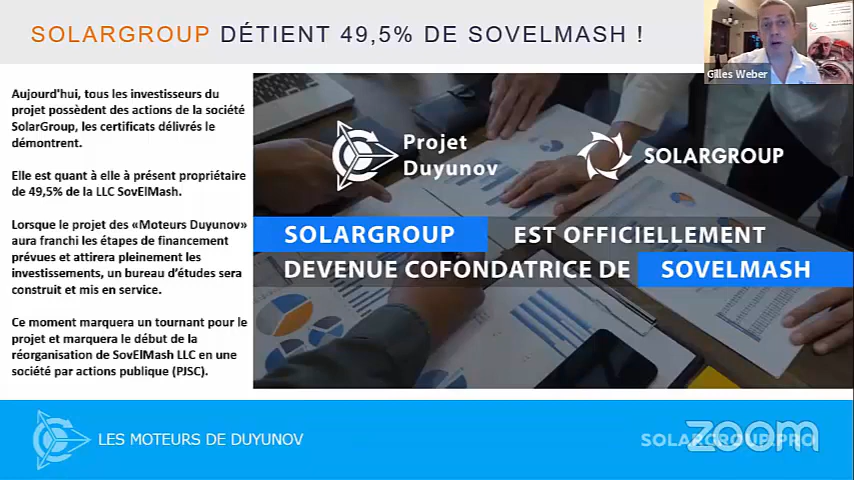 SOLARGROUP DÉTIENT 49,5% DE SOVELMASH !
Gilles Weber
Aujourd'hui, tous les investisseurs du
projet possèdent des actions de la société
SolarGroup, les certificats délivrés le
démontrent.
Elle est quant à elle à présent propriétaire
de 49,5% de la LLC SovElMash.
Lorsque le projet des «Moteurs Duyunov»
aura franchi les étapes de financement
prévues et attirera pleinement les
investissements, un bureau d'études sera
construit et mis en service.
Ce moment marquera un tournant pour le
projet et marquera le début de la
réorganisation de SovElMash LLC en une
société par actions publique (PJSC).
Projet
Duyunov
SOLARGROUP
SOLARGROUP EST OFFICIELLEMENT
DEVENUE COFONDATRICE DE SOVELMASH
LES MOTEURS DE DUYUNOV
SOLARGROUP.PRO
zoom